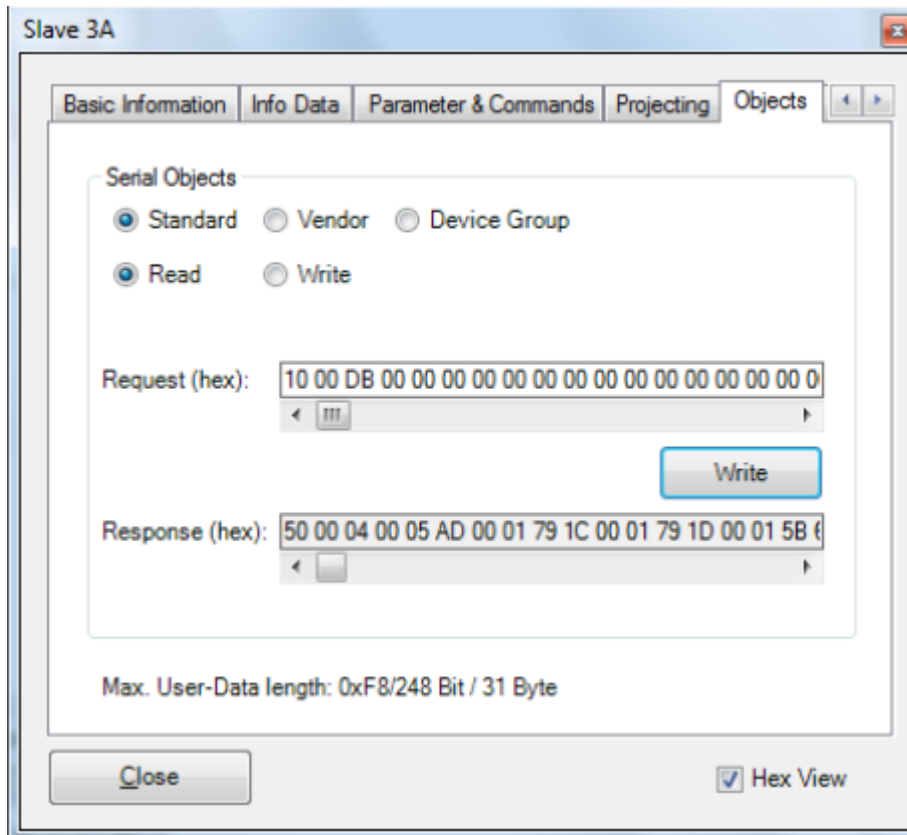 Slave 3A
Basic Information Info Data Parameter & Commands Projecting Objects
Serial Objects
Standard Vendor Device Group
Read Write
Request (hex): 10 00 DB 00 00 00 00 00 00 00 00 00 00 00 00 00
Write
Response (hex): 50 00 04 00 05 AD 00 01 79 1C 00 01 79 1D 00 01 5B
Max. User-Data length: 0xF8/248 Bit / 31 Byte
Close Hex View